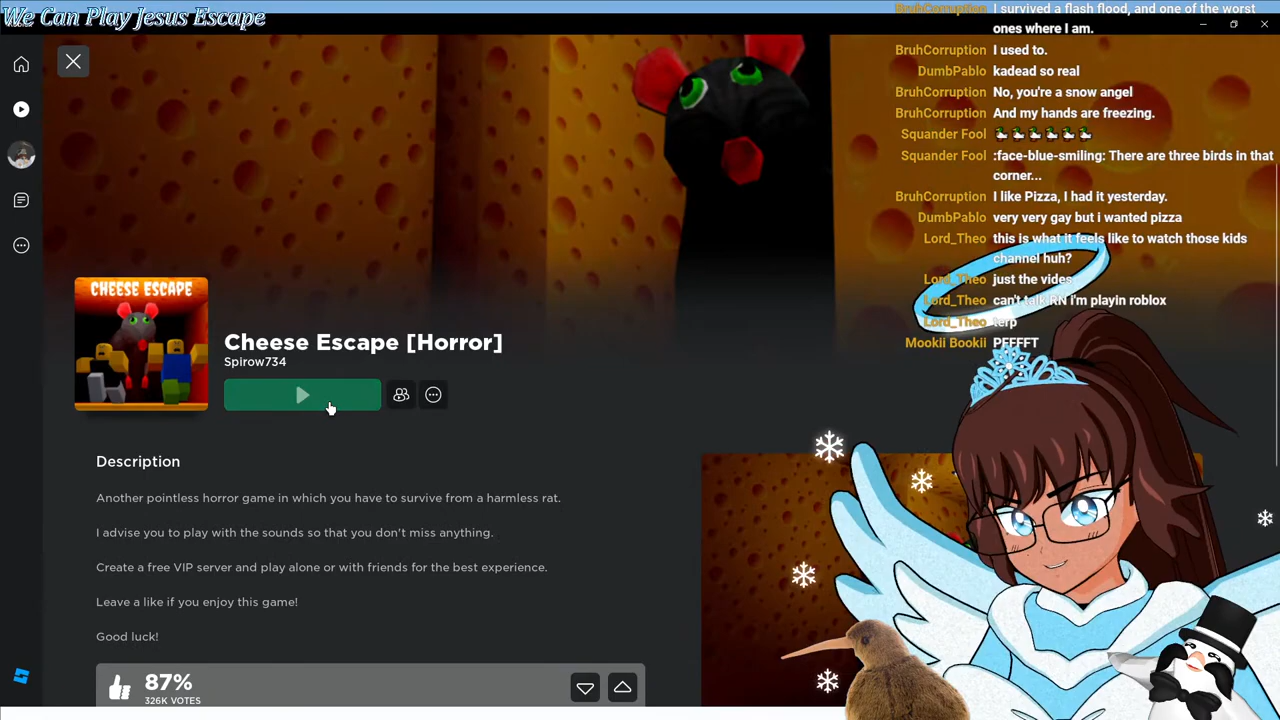 We Can Play Jesus Escape
I survived a flash flood, and one of the worst
ones where I am.
BruhCorruption I used to.
DumbPablo kadead so real
BruhCorruption No, you're a snow angel
BruhCorruption And my hands are freezing.
Squander Fool
Squander Fool :face-blue-smiling: There are three birds in that
corner...
BruhCorruption I like Pizza, I had it yesterday.
DumbPablo very very gay but i wanted pizza
Lord_Theo this is what it feels like to watch those kids
channel huh?
Lord_Theo just the vides
Lord_Theo can't talk RN i'm playin roblox
Lord_Theo terp
Mookii Bookii PFFFFT
CHEESE ESCAPE
Cheese Escape [Horror]
Spirow734
Description
Another pointless horror game in which you have to survive from a harmless rat.
I advise you to play with the sounds so that you don't miss anything.
Create a free VIP server and play alone or with friends for the best experience.
Leave a like if you enjoy this game!
Good luck!
87%
326K VOTES